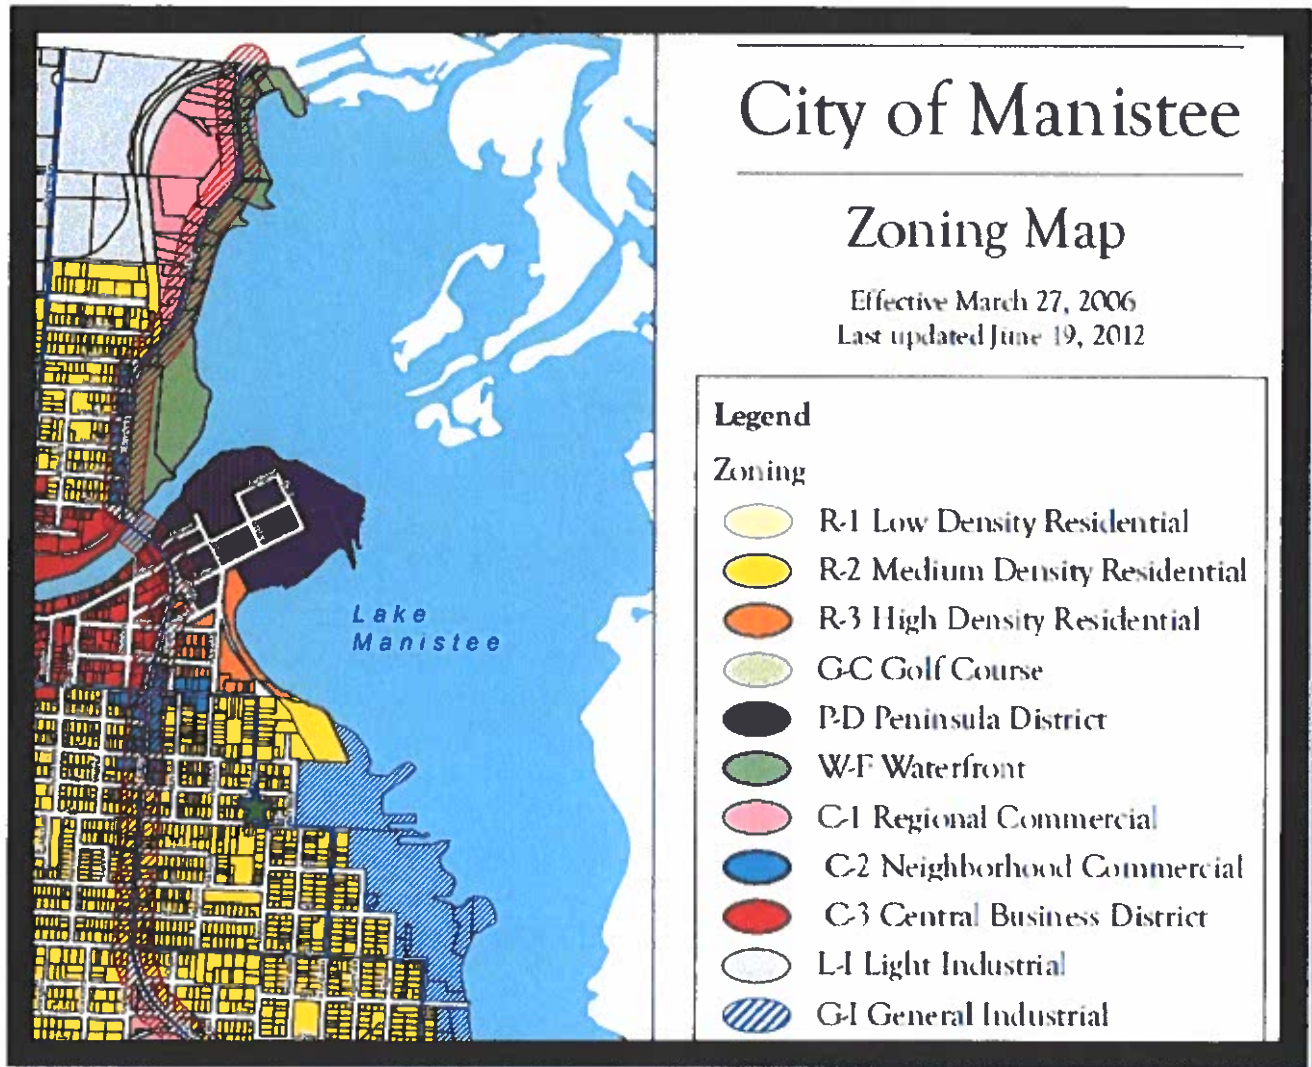 City of Manistee
Zoning Map
Effective March 27, 2006
Last updated June 19, 2012
Legend
Zoning
R-1 Low Density Residential
R-2 Medium Density Residential
R-3 High Density Residential
G-C Golf Course
P-D Peninsula District
W-F Waterfront
C-1 Regional Commercial
C-2 Neighborhood Commercial
C-3 Central Business District
L-I Light Industrial
G-I General Industrial
Lake
Manistee